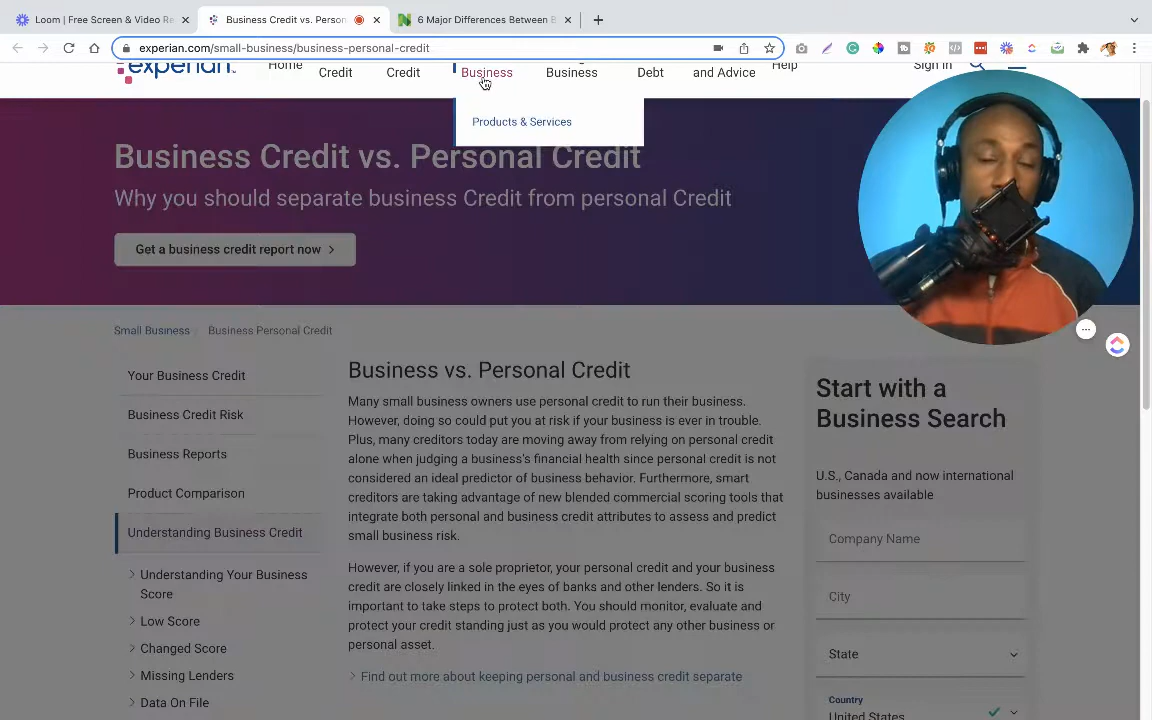 Loom | Free Screen & Video Re
Business Credit vs. Person
6 Major Differences Between B
experian.com/small-business/business-personal-credit
experian.
Home
Credit
Credit
Business
Business
Debt
and Advice
Help
Sign In
Products & Services
Business Credit vs. Personal Credit
Why you should separate business Credit from personal Credit
Get a business credit report now
Small Business
Business Personal Credit
Your Business Credit
Business Credit Risk
Business Reports
Product Comparison
Understanding Business Credit
Understanding Your Business
Score
Low Score
Changed Score
Missing Lenders
Data On File
Business vs. Personal Credit
Many small business owners use personal credit to run their business.
However, doing so could put you at risk if your business is ever in trouble.
Plus, many creditors today are moving away from relying on personal credit
alone when judging a business's financial health since personal credit is not
considered an ideal predictor of business behavior. Furthermore, smart
creditors are taking advantage of new blended commercial scoring tools that
integrate both personal and business credit attributes to assess and predict
small business risk.
However, if you are a sole proprietor, your personal credit and your business
credit are closely linked in the eyes of banks and other lenders. So it is
important to take steps to protect both. You should monitor, evaluate and
protect your credit standing just as you would protect any other business or
personal asset.
Find out more about keeping personal and business credit separate
Start with a
Business Search
U.S., Canada and now international
businesses available
Company Name
City
State
Country
United States